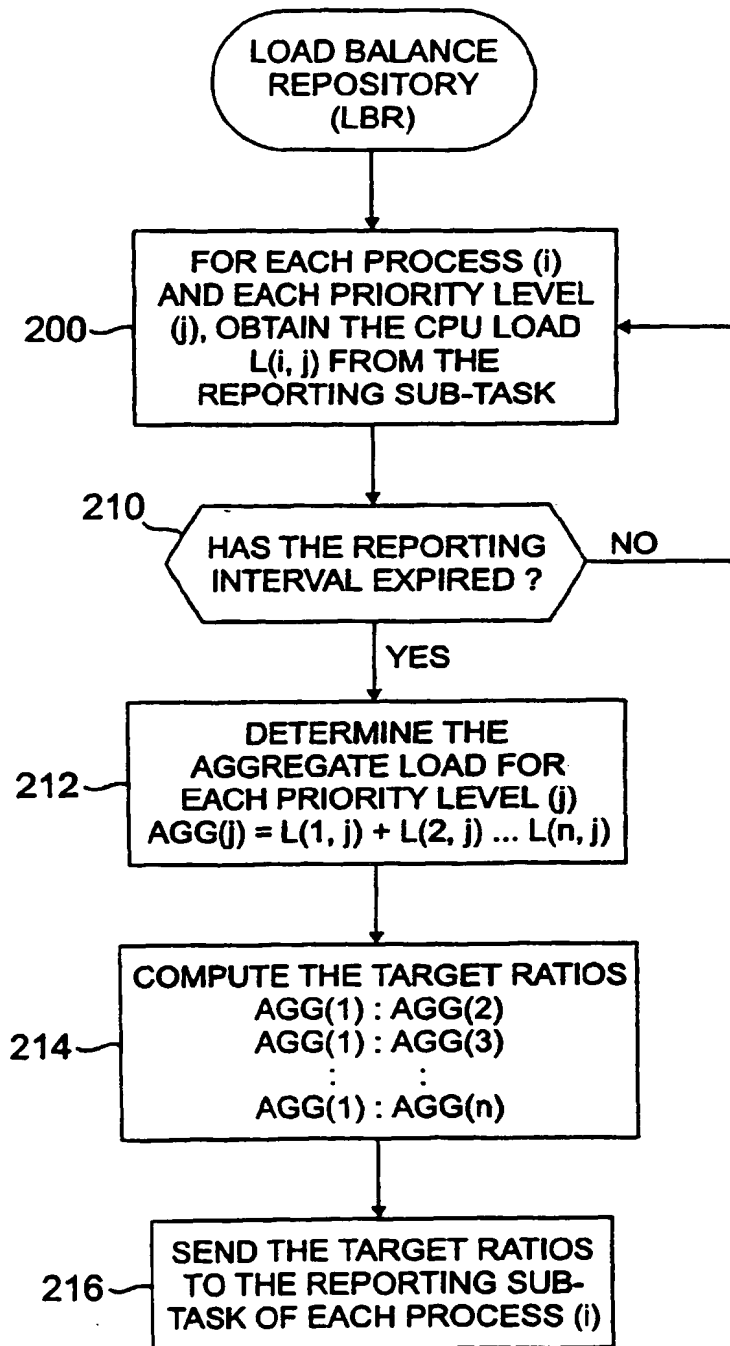 LOAD BALANCE
REPOSITORY
(LBR)
FOR EACH PROCESS (i)
AND EACH PRIORITY LEVEL
(j), OBTAIN THE CPU LOAD
L(i, j) FROM THE
REPORTING SUB-TASK
200
210
HAS THE REPORTING
INTERVAL EXPIRED ?
NO
YES
DETERMINE THE
AGGREGATE LOAD FOR
EACH PRIORITY LEVEL (j)
AGG(j) = L(1, j) + L(2, j) ... L(n, j)
212
COMPUTE THE TARGET RATIOS
AGG(1) : AGG(2)
AGG(1) : AGG(3)
: :
AGG(1) : AGG(n)
214
SEND THE TARGET RATIOS
TO THE REPORTING SUB-
TASK OF EACH PROCESS (i)
216